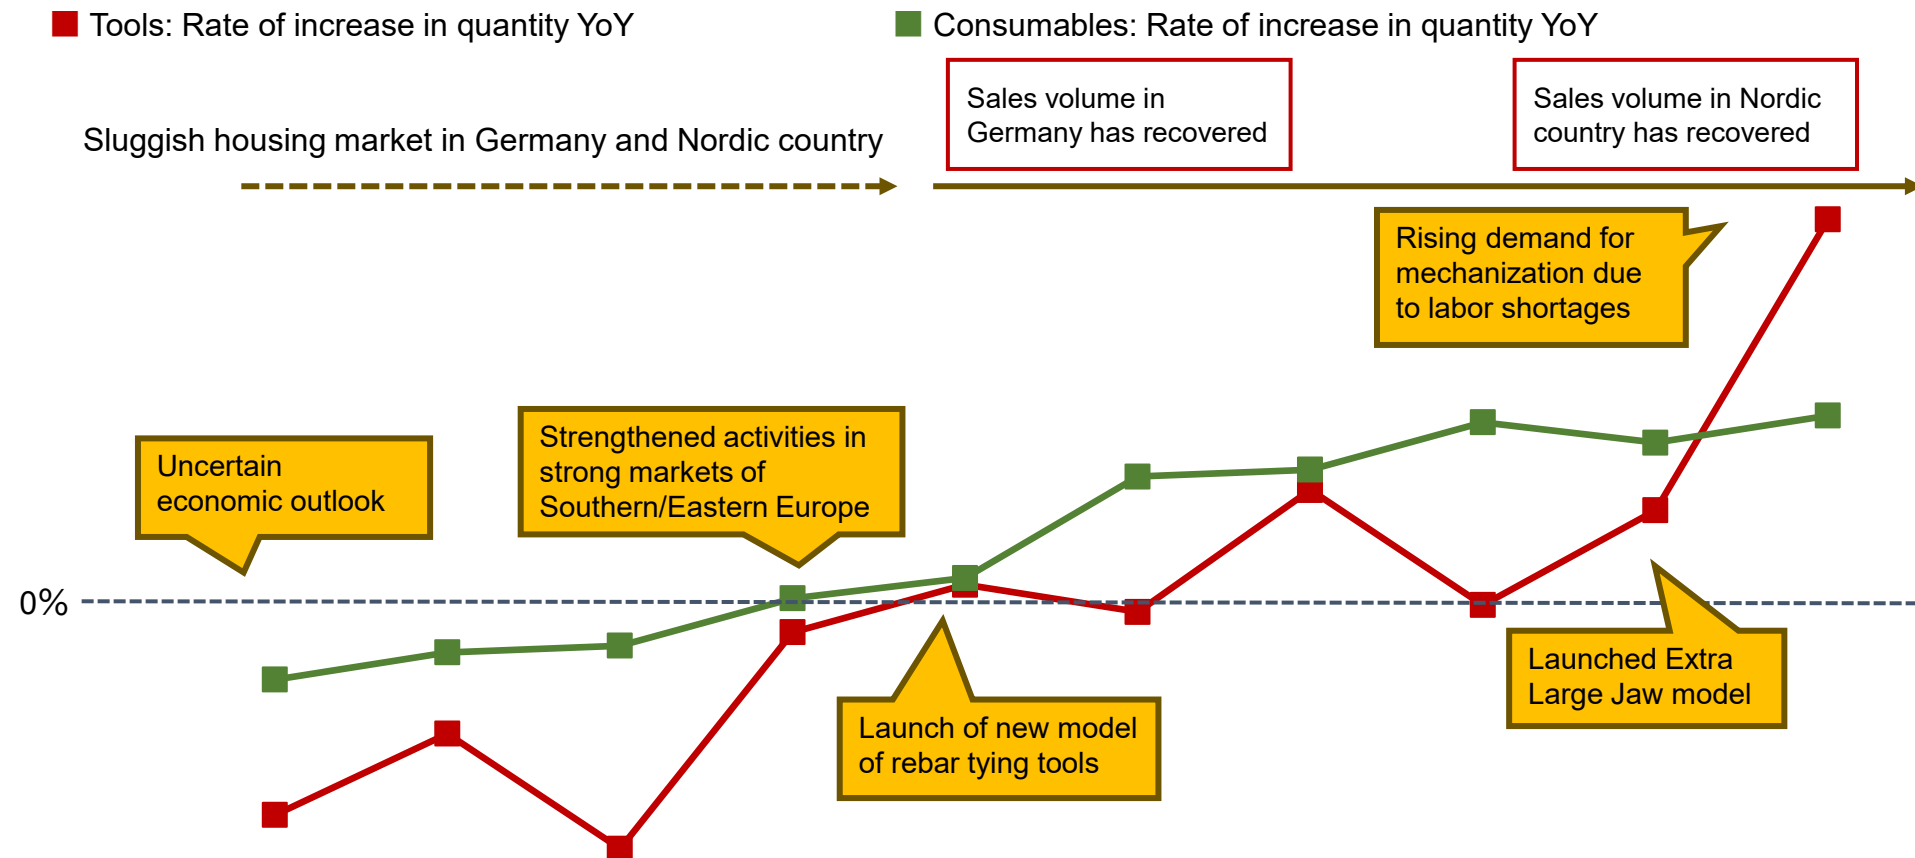 Tools: Rate of increase in quantity YoY
Consumables: Rate of increase in quantity YoY
Sales volume in
Germany has recovered
Sales volume in Nordic
country has recovered
Sluggish housing market in Germany and Nordic country
Rising demand for
mechanization due
to labor shortages
Strengthened activities in
strong markets of
Southern/Eastern Europe
Uncertain
economic outlook
0%
Launch of new model
of rebar tying tools
Launched Extra
Large Jaw model